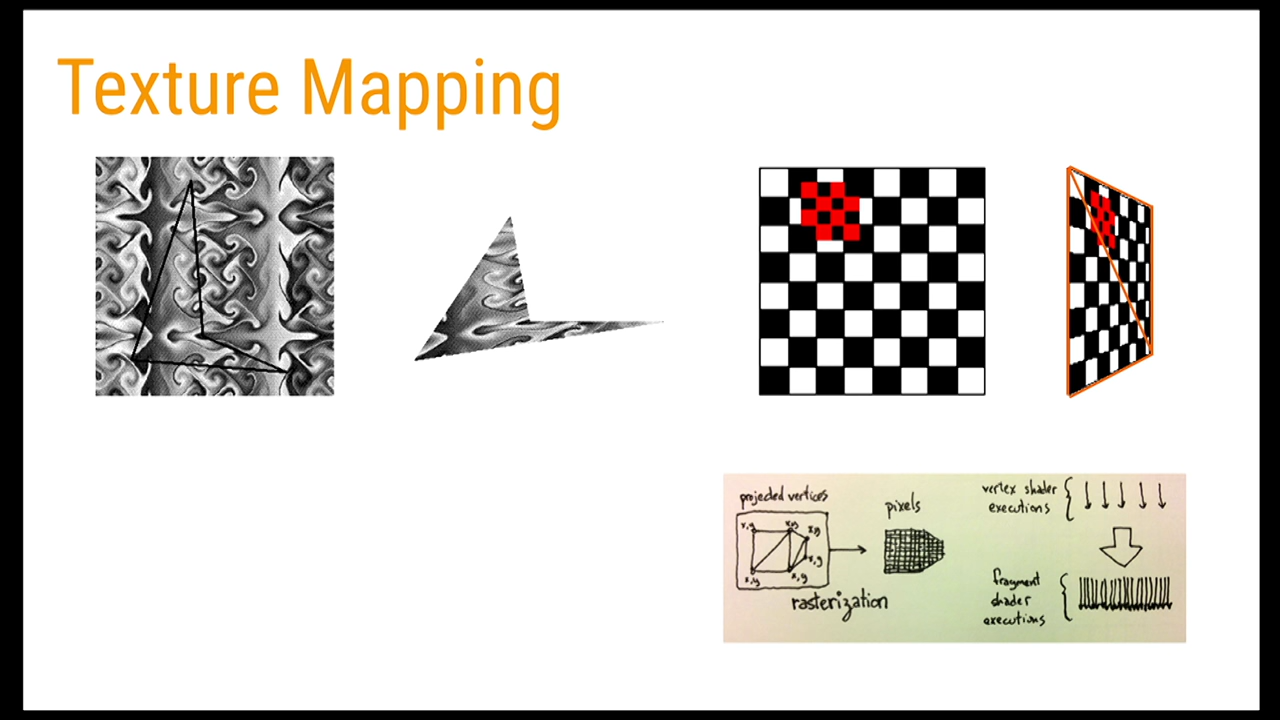 Texture Mapping
projected vertices
x,y
x,y
x,y
x,y
x,y
x,y
rasterization
pixels
vertex shader
executions
fragment
shader
executions